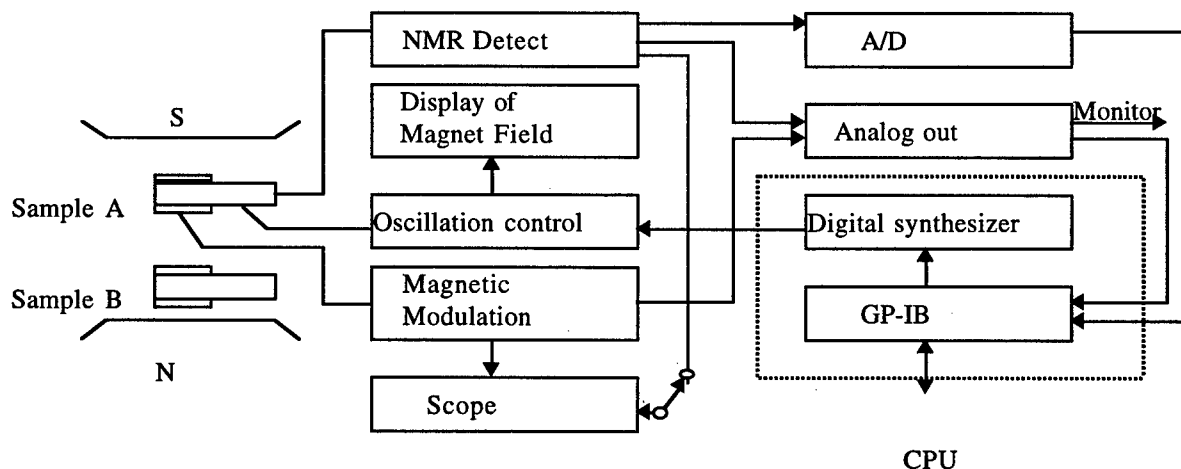 NMR Detect
A/D
Display of
Magnet Field
S
Monitor
Analog out
Sample A
Oscillation control
Digital synthesizer
Sample B
Magnetic
Modulation
GP-IB
N
Scope
CPU